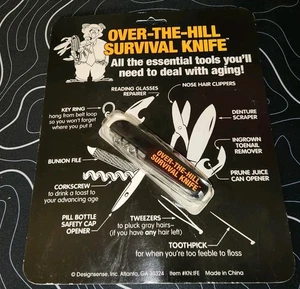 OVER-THE-HILL
SURVIVAL KNIFE™
All the essential tools you'll
need to deal with aging!
READING GLASSES
REPAIRER
NOSE HAIR CLIPPERS
KEY RING
hang from belt loop
so you won't forget
where you put it
DENTURE
SCRAPER
INGROWN
TOENAIL
REMOVER
BUNION FILE
PRUNE JUICE
CAN OPENER
OVER-THE-HILL
SURVIVAL KNIFE
CORKSCREW
to drink a toast to
your advancing age
PILL BOTTLE
SAFETY CAP
OPENER
TWEEZERS
to pluck gray hairs-
(if you have any hair left)
TOOTHPICK
for when you're too feeble to floss
© Designsense, Inc. Atlanta, GA 30324 Item #KNIFE Made in China